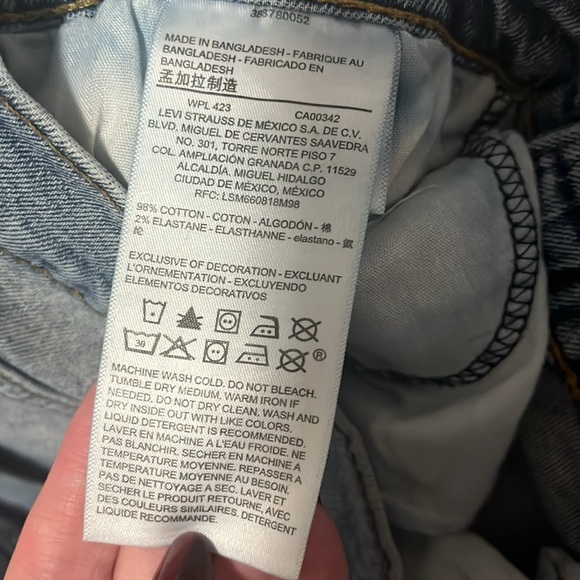 358780052
MADE IN BANGLADESH - FABRIQUE AU
BANGLADESH - FABRICADO EN
BANGLADESH
孟加拉制造
WPL 423 CA00342
LEVI STRAUSS DE MÉXICO S.A. DE C.V.
BLVD. MIGUEL DE CERVANTES SAAVEDRA
NO. 301, TORRE NORTE PISO 7
COL. AMPLIACIÓN GRANADA C.P. 11529
ALCALDÍA. MIGUEL HIDALGO
CIUDAD DE MÉXICO, MÉXICO
RFC: LSM660818M98
98% COTTON - COTON - ALGODÓN - 棉
2% ELASTANE - ELASTHANNE - elastano - 氨
纶
EXCLUSIVE OF DECORATION - EXCLUANT
L'ORNEMENTATION - EXCLUYENDO
ELEMENTOS DECORATIVOS
30 ®
MACHINE WASH COLD. DO NOT BLEACH.
TUMBLE DRY MEDIUM. WARM IRON IF
NEEDED. DO NOT DRY CLEAN. WASH AND
DRY INSIDE OUT WITH LIKE COLORS.
LIQUID DETERGENT IS RECOMMENDED.
LAVER EN MACHINE A L'EAU FROIDE. NE
PAS BLANCHIR. SECHER EN MACHINE A
TEMPERATURE MOYENNE. REPASSER A
TEMPERATURE MOYENNE AU BESOIN.
PAS DE NETTOYAGE A SEC. LAVER ET
SECHER LE PRODUIT RETOURNE, AVEC
DES COULEURS SIMILAIRES. DETERGENT
LIQUIDE RECOMMANDE.